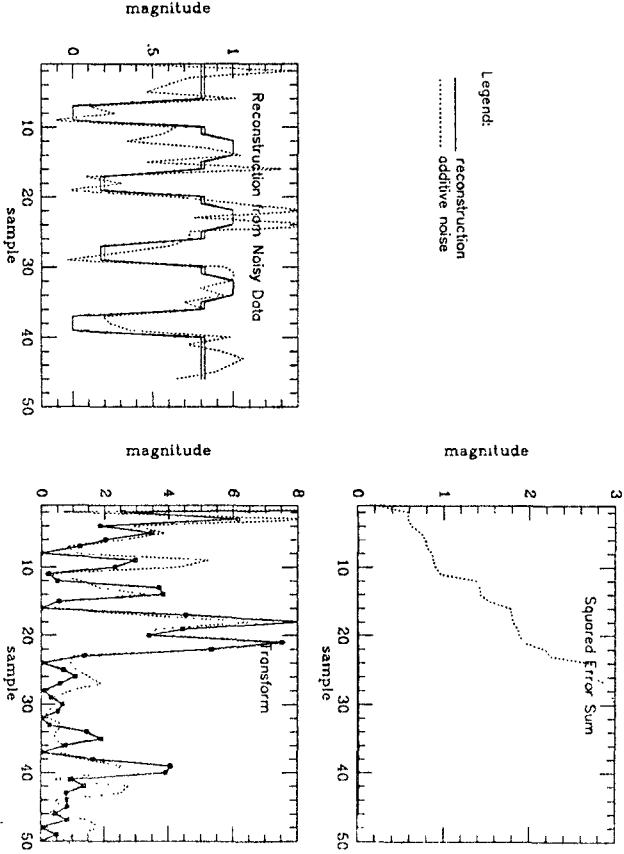 Legend:
reconstruction
additive noise
magnitude
0 .5 1
Reconstruction from Noisy Data
10 20 30 40 50
sample
magnitude
0 1 2 3
Squared Error Sum
10 20 30 40 50
sample
magnitude
0 2 4 6 8
Transform
10 20 30 40 50
sample